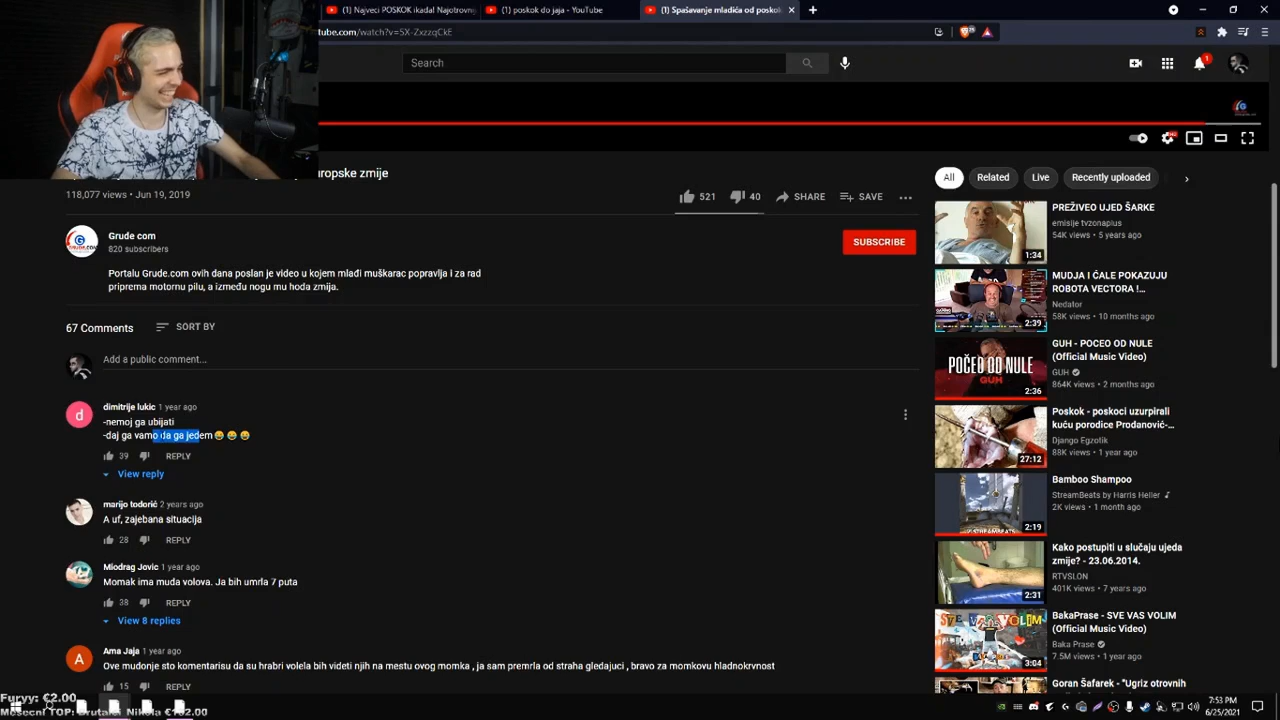 (1) Najveci POSKOK ikada! Najotrovnij
(1) poskok do jaja - YouTube
(1) Spašavanje mladića od poskok
tube.com/watch?v=5X-ZxzzqCkE
Search
1
G
ropske zmije
118,077 views • Jun 19, 2019
521
40
SHARE
SAVE
Grude com
820 subscribers
SUBSCRIBE
Portalu Grude.com ovih dana poslan je video u kojem mlađi muškarac popravlja i za rad
priprema motornu pilu, a između nogu mu hoda zmija.
67 Comments
SORT BY
Add a public comment...
d
dimitrije lukic 1 year ago
-nemoj ga ubijati
-daj ga vamo da ga jedem😂 😂 😂
39
REPLY
View reply
marijo todorić 2 years ago
A uf, zajebana situacija
28
REPLY
Miodrag Jovic 1 year ago
Momak ima muda volova. Ja bih umrla 7 puta
38
REPLY
View 8 replies
A
Ama Jaja 1 year ago
Ove mudonje sto komentarisu da su hrabri volela bih videti njih na mestu ovog momka , ja sam premrla od straha gledajuci , bravo za momkovu hladnokrvnost
15
REPLY
All
Related
Live
Recently uploaded
PREŽIVEO UJED ŠARKE
emisije tvzonaplus
54K views • 5 years ago
1:34
MUDJA I ĆALE POKAZUJU
ROBOTA VECTORA !...
Nedator
58K views • 10 months ago
2:39
GUH - POCEO OD NULE
(Official Music Video)
GUH
864K views • 2 months ago
POČEO OD NULE
GUH
2:36
Poskok - poskoci uzurpirali
kuću porodice Prodanović-...
Django Egzotik
88K views • 1 year ago
27:12
Bamboo Shampoo
StreamBeats by Harris Heller
2K views • 1 month ago
2:19
Kako postupiti u slučaju ujeda
zmije? - 23.06.2014.
RTVSLON
401K views • 7 years ago
2:31
BakaPrase - SVE VAS VOLIM
(Official Music Video)
Baka Prase
7.5M views • 1 year ago
SVE VAS VOLIM
3:04
Goran Šafarek - "Ugriz otrovnih
Furyy: €2.00
Mosecni TOP:
7:53 PM
6/25/2021